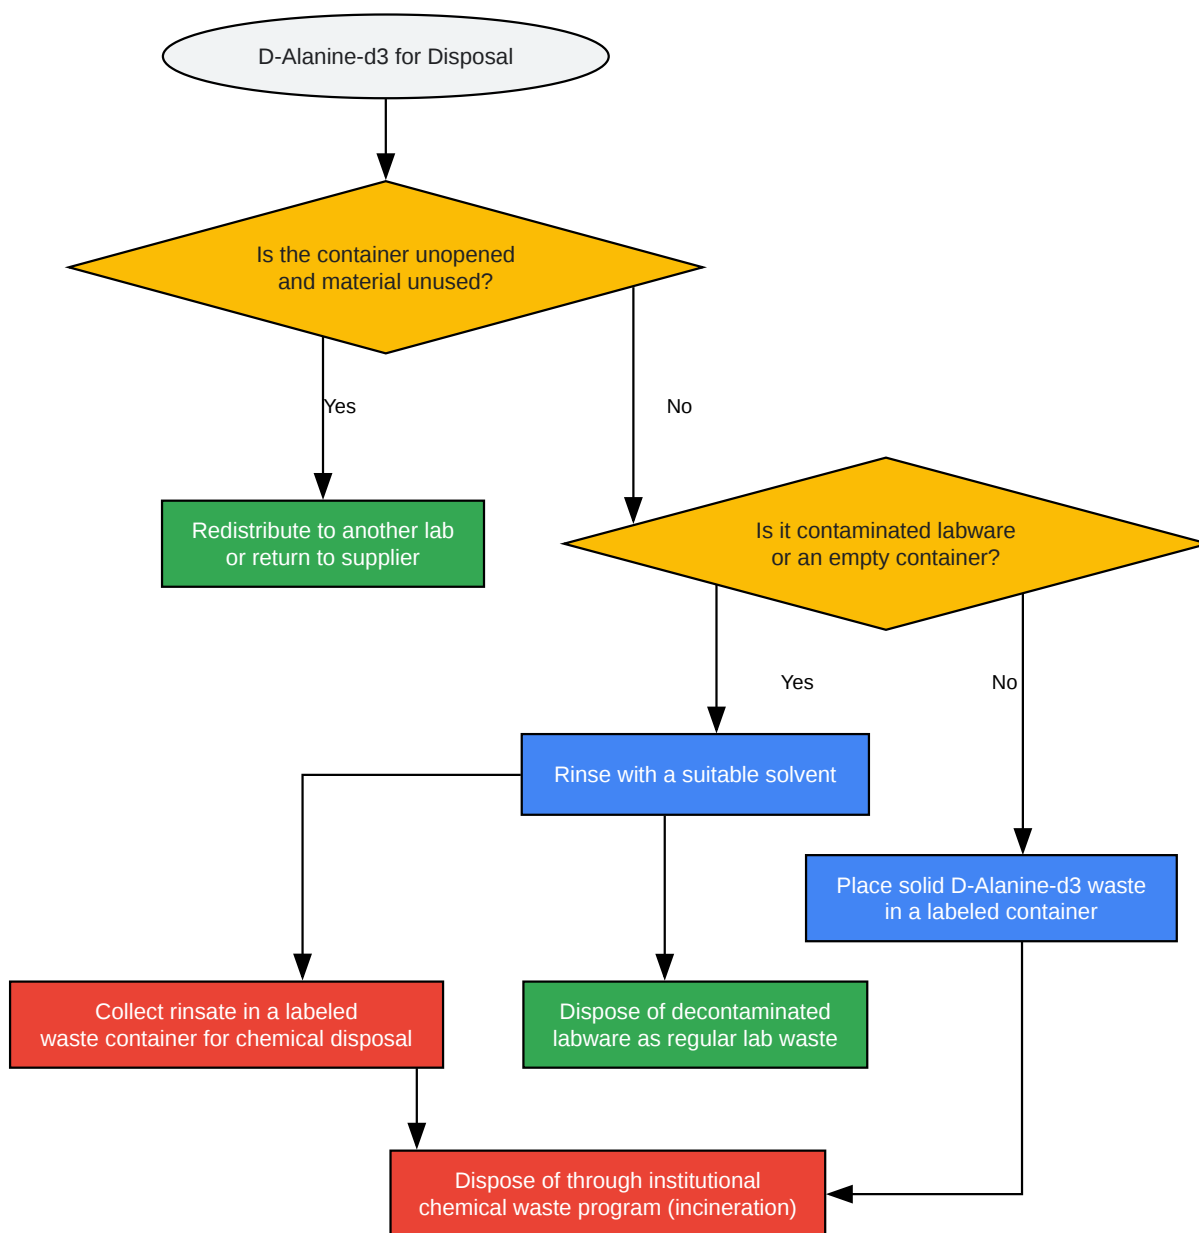 D-Alanine-d3 for Disposal
Is the container unopened
and material unused?
Yes
No
Redistribute to another lab
or return to supplier
Is it contaminated labware
or an empty container?
Yes
No
Rinse with a suitable solvent
Place solid D-Alanine-d3 waste
in a labeled container
Collect rinsate in a labeled
waste container for chemical disposal
Dispose of decontaminated
labware as regular lab waste
Dispose of through institutional
chemical waste program (incineration)